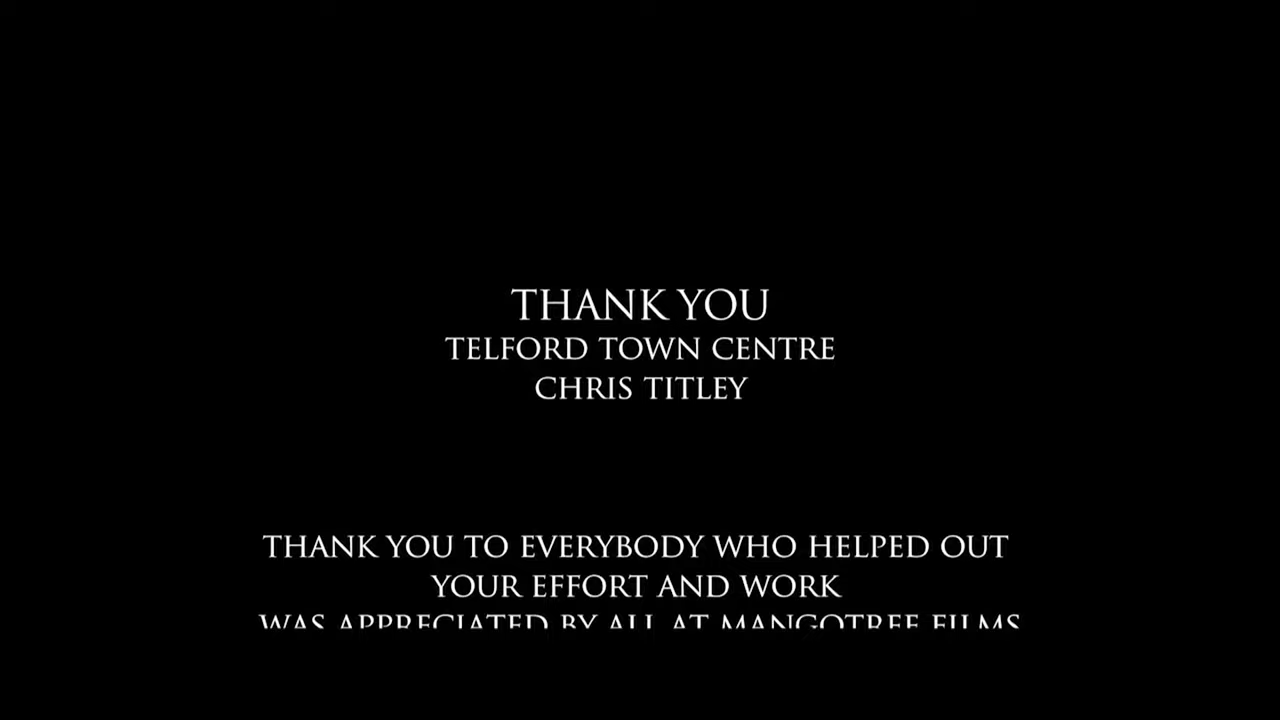 THANK YOU
TELFORD TOWN CENTRE
CHRIS TITLEY
THANK YOU TO EVERYBODY WHO HELPED OUT
YOUR EFFORT AND WORK
WAS APPRECIATED BY ALL AT MANGOTREE FILMS